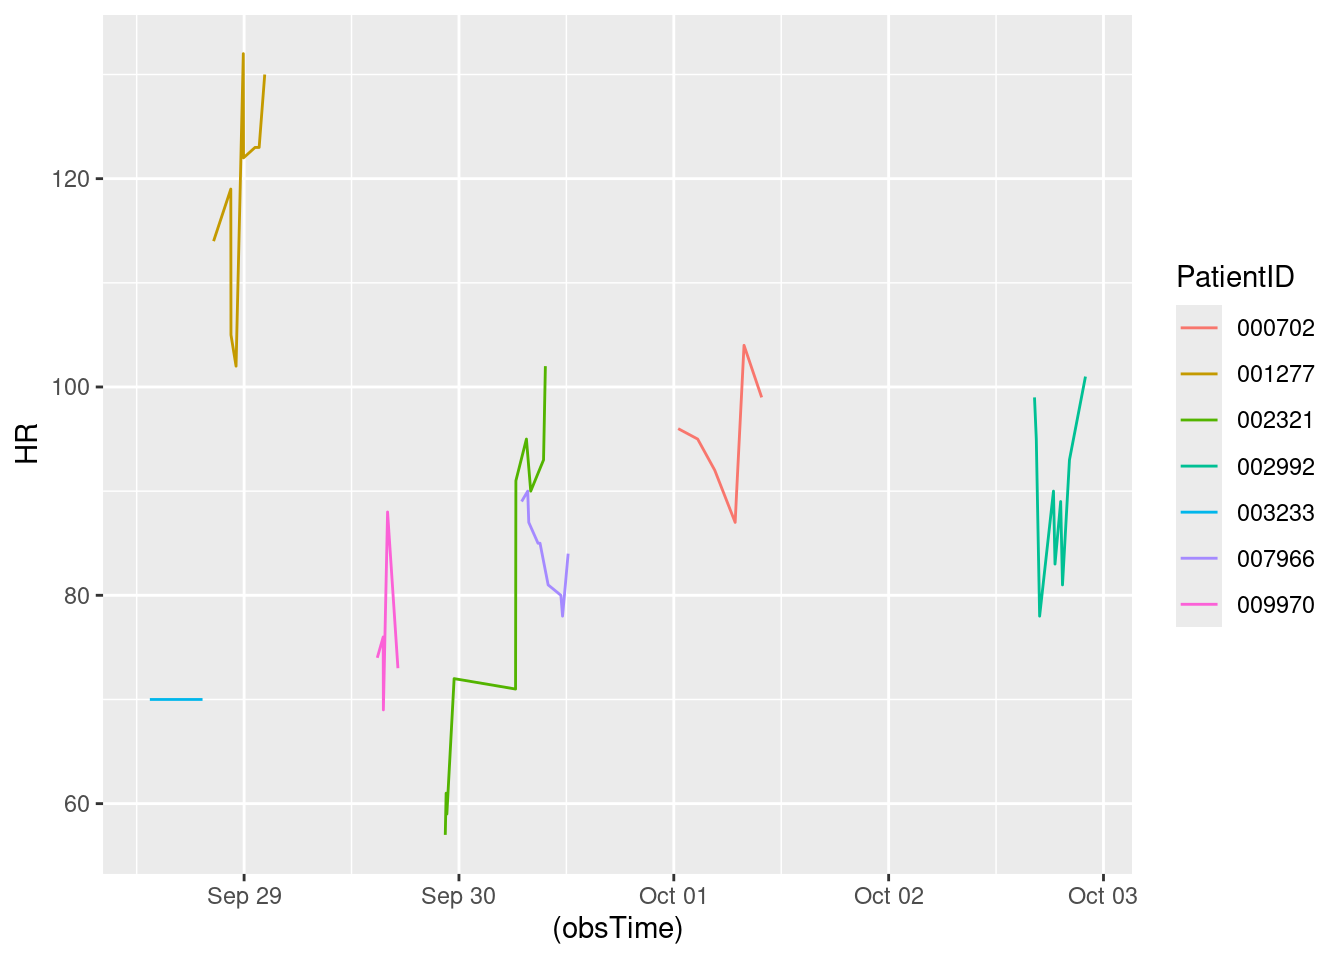 HR
120
100
80
60
Sep 29
Sep 30
Oct 01
Oct 02
Oct 03
(obsTime)
PatientID
000702
001277
002321
002992
003233
007966
009970